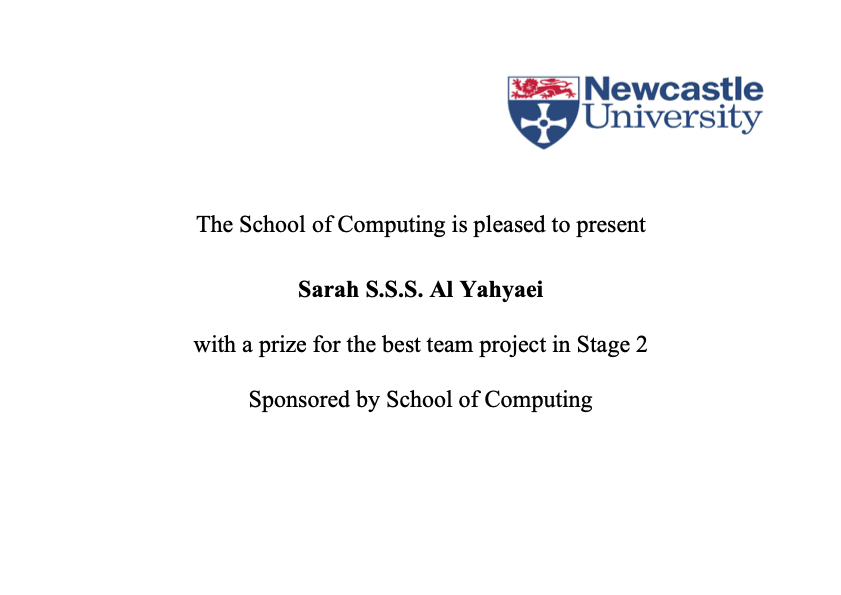 Newcastle
University
The School of Computing is pleased to present
Sarah S.S.S. Al Yahyaei
with a prize for the best team project in Stage 2
Sponsored by School of Computing